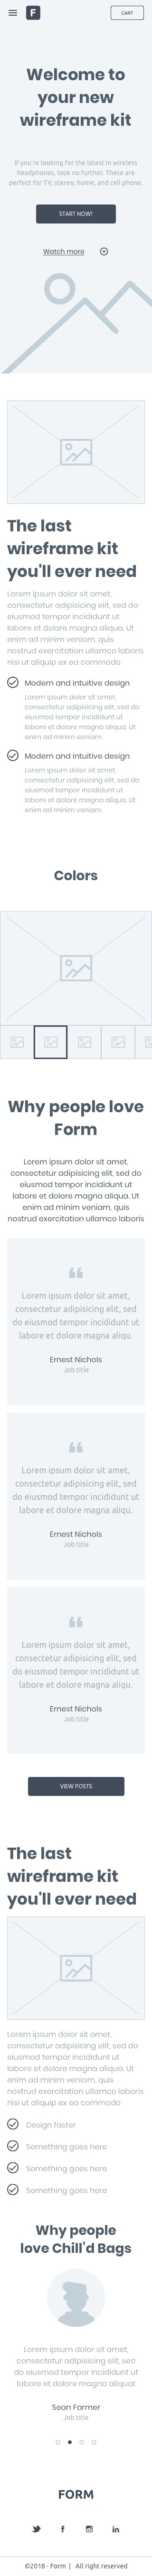 F
CART
Welcome to
your new
wireframe kit
If you're looking for the latest in wireless
headphones, look no further. These are
perfect for TV, stereo, home, and cell phone.
START NOW!
Watch more
The last
wireframe kit
you'll ever need
Lorem ipsum dolor sit amet,
consectetur adipisicing elit, sed do
eiusmod tempor incididunt ut
labore et dolore magna aliqua. Ut
enim ad minim veniam, quis
nostrud exercitation ullamco laboris
nisi ut aliquip ex ea commodo
Modern and intuitive design
Lorem ipsum dolor sit amet,
consectetur adipisicing elit, sed do
eiusmod tempor incididunt ut
labore et dolore magna aliqua. Ut
enim ad minim veniam.
Modern and intuitive design
Lorem ipsum dolor sit amet,
consectetur adipisicing elit, sed do
eiusmod tempor incididunt ut
labore et dolore magna aliqua. Ut
enim ad minim veniam.
Colors
Why people love
Form
Lorem ipsum dolor sit amet,
consectetur adipisicing elit, sed do
eiusmod tempor incididunt ut
labore et dolore magna aliqua. Ut
enim ad minim veniam, quis
nostrud exercitation ullamco laboris
Lorem ipsum dolor sit amet,
consectetur adipisicing elit, sed
do eiusmod tempor incididunt ut
labore et dolore magna aliqu.
Ernest Nichols
Job title
Lorem ipsum dolor sit amet,
consectetur adipisicing elit, sed
do eiusmod tempor incididunt ut
labore et dolore magna aliqu.
Ernest Nichols
Job title
Lorem ipsum dolor sit amet,
consectetur adipisicing elit, sed
do eiusmod tempor incididunt ut
labore et dolore magna aliqu.
Ernest Nichols
Job title
VIEW POSTS
The last
wireframe kit
you'll ever need
Lorem ipsum dolor sit amet,
consectetur adipisicing elit, sed do
eiusmod tempor incididunt ut
labore et dolore magna aliqua. Ut
enim ad minim veniam, quis
nostrud exercitation ullamco laboris
nisi ut aliquip ex ea commodo
Design faster
Something goes here
Something goes here
Something goes here
Why people
love Chill'd Bags
Lorem ipsum dolor sit amet,
consectetur adipisicing elit, sed
do eiusmod tempor incididunt ut
labore et dolore magna aliquat
Sean Farmer
Job title
FORM
©2018 - Form | All right reserved